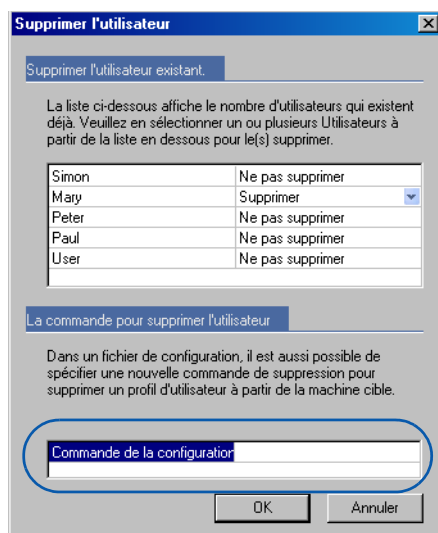 Supprimer l'utilisateur
Supprimer l'utilisateur existant.
La liste ci-dessous affiche le nombre d'utilisateurs qui existent
déjà. Veuillez en sélectionner un ou plusieurs Utilisateurs à
partir de la liste en dessous pour le(s) supprimer.
Simon Ne pas supprimer
Mary Supprimer
Peter Ne pas supprimer
Paul Ne pas supprimer
User Ne pas supprimer
La commande pour supprimer l'utilisateur
Dans un fichier de configuration, il est aussi possible de
spécifier une nouvelle commande de suppression pour
supprimer un profil d'utilisateur à partir de la machine cible.
Commande de la configuration
OK Annuler